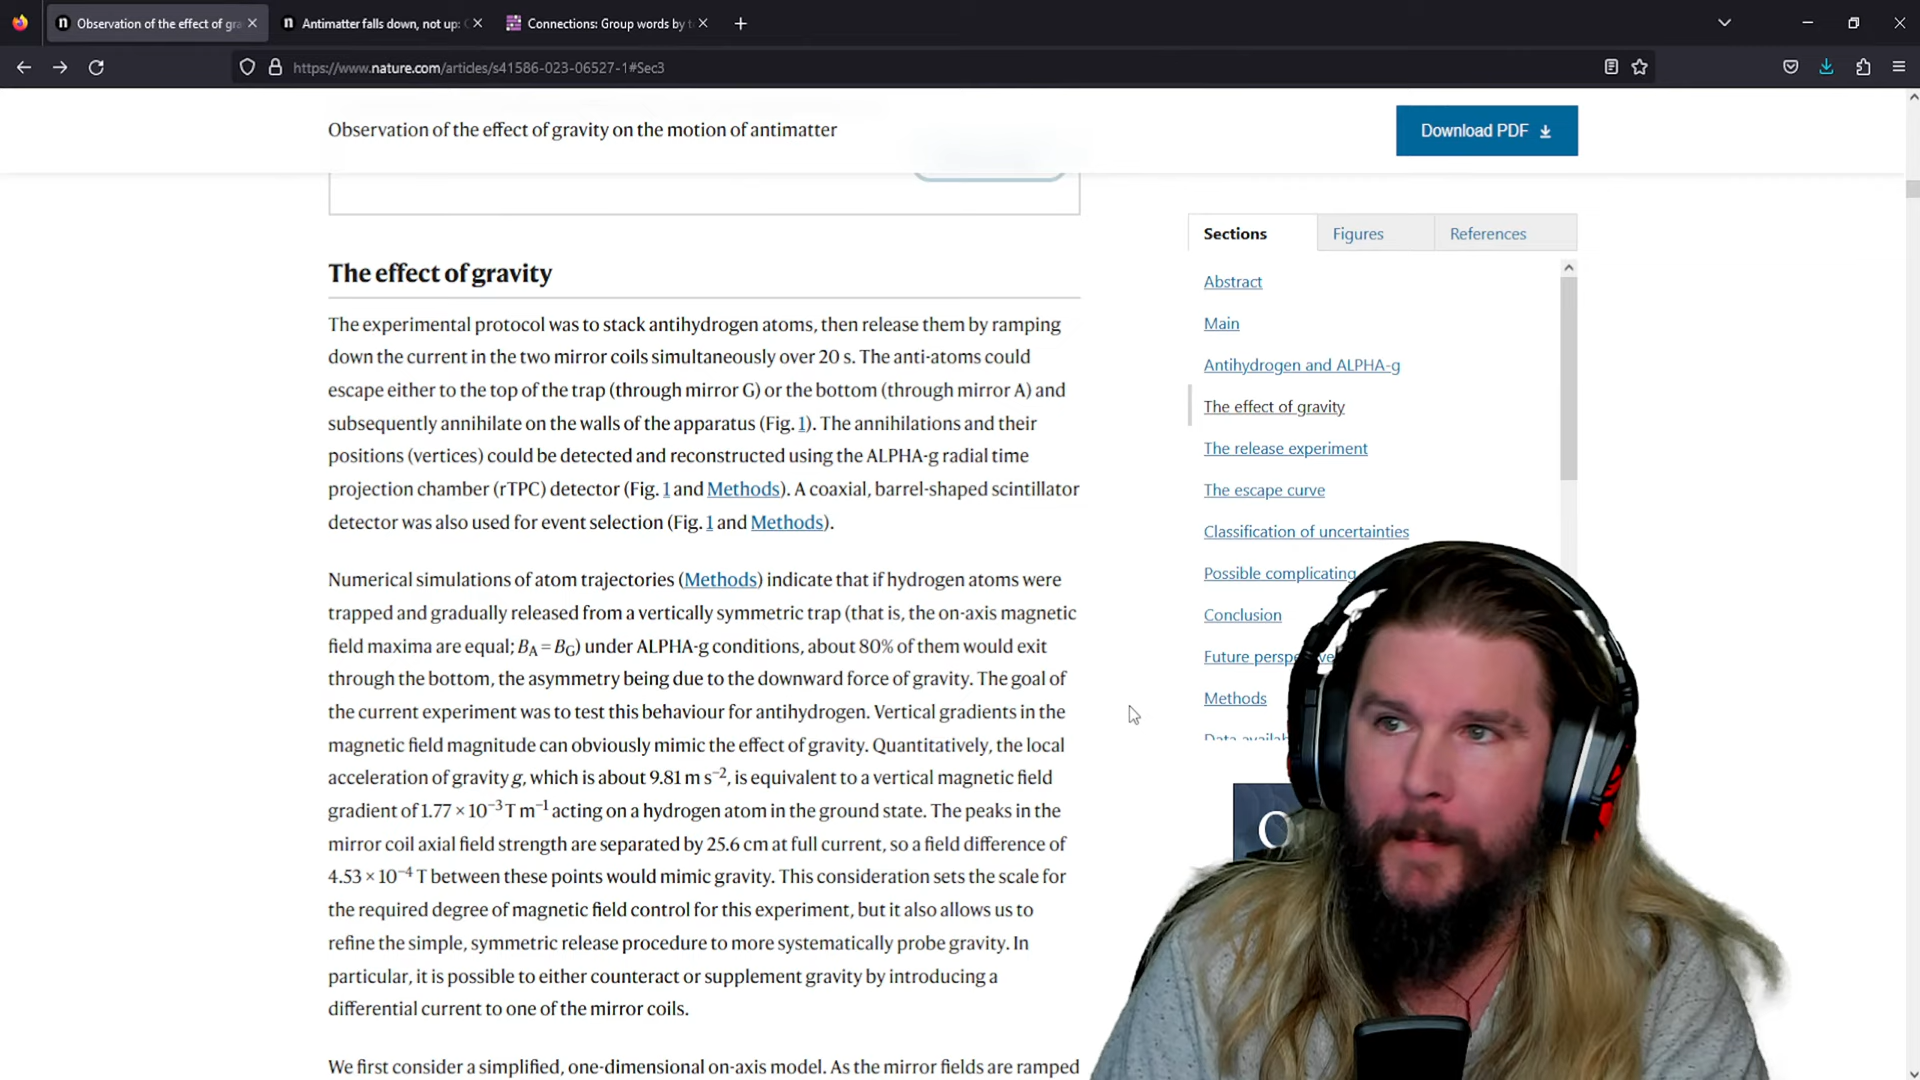 Observation of the effect of gra
Antimatter falls down, not up:
Connections: Group words by t
https://www.nature.com/articles/s41586-023-06527-1#Sec3
Observation of the effect of gravity on the motion of antimatter
Download PDF
The effect of gravity
The experimental protocol was to stack antihydrogen atoms, then release them by ramping
down the current in the two mirror coils simultaneously over 20 s. The anti-atoms could
escape either to the top of the trap (through mirror G) or the bottom (through mirror A) and
subsequently annihilate on the walls of the apparatus (Fig. 1). The annihilations and their
positions (vertices) could be detected and reconstructed using the ALPHA-g radial time
projection chamber (rTPC) detector (Fig. 1 and Methods). A coaxial, barrel-shaped scintillator
detector was also used for event selection (Fig. 1 and Methods).
Numerical simulations of atom trajectories (Methods) indicate that if hydrogen atoms were
trapped and gradually released from a vertically symmetric trap (that is, the on-axis magnetic
field maxima are equal; BA = BG) under ALPHA-g conditions, about 80% of them would exit
through the bottom, the asymmetry being due to the downward force of gravity. The goal of
the current experiment was to test this behaviour for antihydrogen. Vertical gradients in the
magnetic field magnitude can obviously mimic the effect of gravity. Quantitatively, the local
acceleration of gravity g, which is about 9.81 m s−2, is equivalent to a vertical magnetic field
gradient of 1.77 × 10−3 T m−1 acting on a hydrogen atom in the ground state. The peaks in the
mirror coil axial field strength are separated by 25.6 cm at full current, so a field difference of
4.53 × 10−4 T between these points would mimic gravity. This consideration sets the scale for
the required degree of magnetic field control for this experiment, but it also allows us to
refine the simple, symmetric release procedure to more systematically probe gravity. In
particular, it is possible to either counteract or supplement gravity by introducing a
differential current to one of the mirror coils.
We first consider a simplified, one-dimensional on-axis model. As the mirror fields are ramped
Sections
Figures
References
Abstract
Main
Antihydrogen and ALPHA-g
The effect of gravity
The release experiment
The escape curve
Classification of uncertainties
Possible complicating
Conclusion
Future perspective
Methods
Data availab